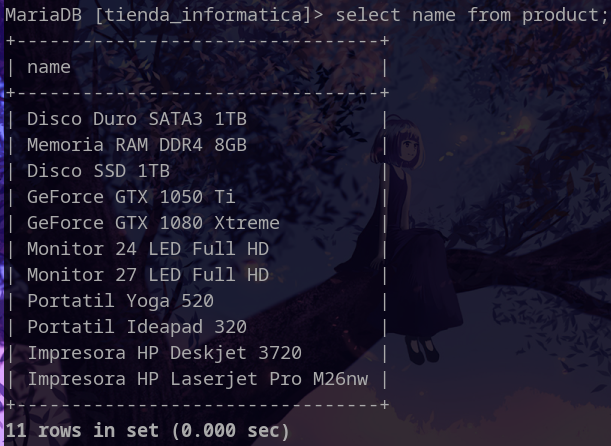 MariaDB [tienda_informatica]> select name from product;
+---------------------------------+
| name                            |
+---------------------------------+
| Disco Duro SATA3 1TB            |
| Memoria RAM DDR4 8GB            |
| Disco SSD 1TB                   |
| GeForce GTX 1050 Ti             |
| GeForce GTX 1080 Xtreme         |
| Monitor 24 LED Full HD          |
| Monitor 27 LED Full HD          |
| Portatil Yoga 520               |
| Portatil Ideapad 320            |
| Impresora HP Deskjet 3720       |
| Impresora HP Laserjet Pro M26nw |
+---------------------------------+
11 rows in set (0.000 sec)